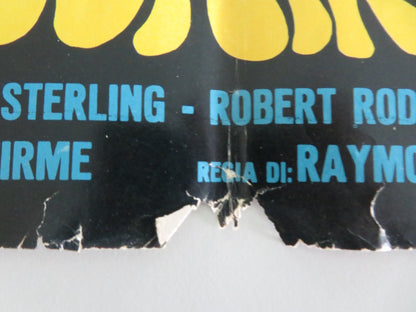 STERLING - ROBERT ROD
IRME REGIA DI: RAYMO